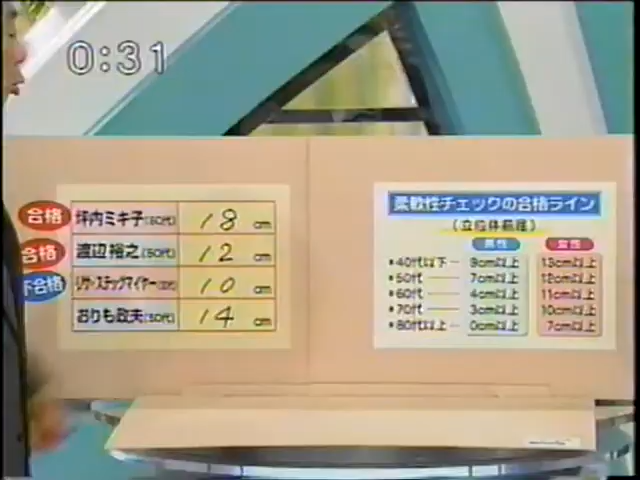 0:31
合格 坪内ミキ子(60代) 18 cm
合格 渡辺裕之(50代) 12 cm
不合格 リサ・ステッグマイヤー 10 cm
おりも政夫(50代) 14 cm
柔軟性チェックの合格ライン
(立位体前屈)
男性 女性
*40代以下 9cm以上 13cm以上
*50代 7cm以上 12cm以上
*60代 4cm以上 11cm以上
*70代 3cm以上 10cm以上
*80代以上 0cm以上 7cm以上